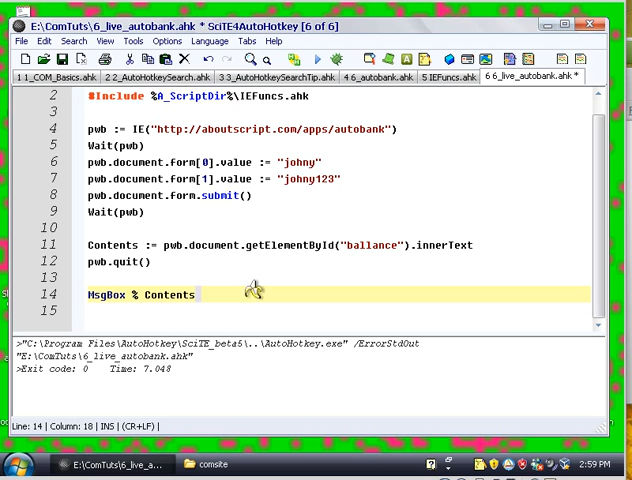 E:\ComTuts\6_live_autobank.ahk * SciTE4AutoHotkey [6 of 6]
File Edit Search View Tools Options Language Tabs Help
1 1_COM_Basics.ahk 2 2_AutoHotkeySearch.ahk 3 3_AutoHotkeySearchTip.ahk 4 6_autobank.ahk 5 IEFuncs.ahk 6 6_live_autobank.ahk *
2 #Include %A_ScriptDir%\IEFuncs.ahk
3
4 pwb := IE("http://aboutscript.com/apps/autobank")
5 Wait(pwb)
6 pwb.document.form[0].value := "johny"
7 pwb.document.form[1].value := "johny123"
8 pwb.document.form.submit()
9 Wait(pwb)
10
11 Contents := pwb.document.getElementById("ballance").innerText
12 pwb.quit()
13
14 MsgBox % Contents
15
>"C:\Program Files\AutoHotkey\SciTE_beta5\..\AutoHotkey.exe" /ErrorStdOut
"E:\ComTuts\6_live_autobank.ahk"
>Exit code: 0 Time: 7.048
Line: 14 | Column: 18 | INS | (CR+LF) |
E:\ComTuts\6_live_a... comsite 2:59 PM